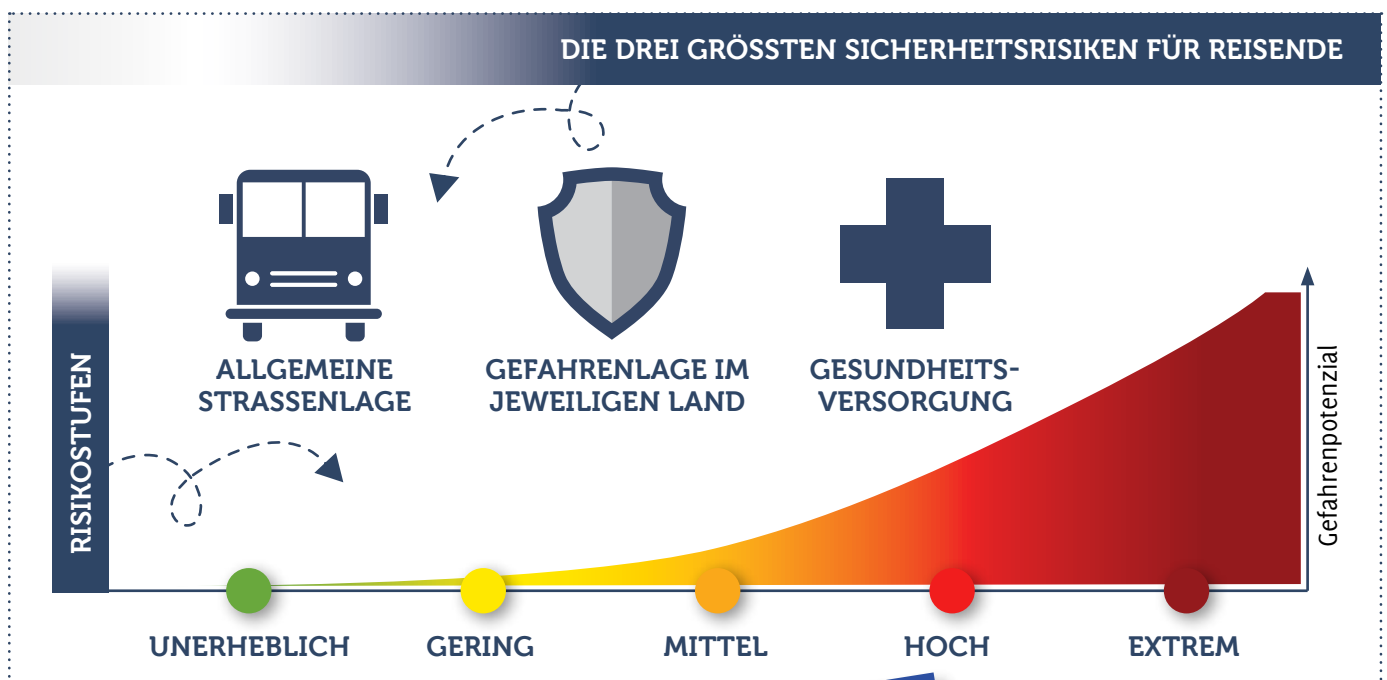 DIE DREI GRÖSSTEN SICHERHEITSRISIKEN FÜR REISENDE
ALLGEMEINE
STRASSENLAGE
GEFAHRENLAGE IM
JEWEILIGEN LAND
GESUNDHEITS-
VERSORGUNG
RISIKOSTUFEN
Gefahrenpotenzial
UNERHEBLICH
GERING
MITTEL
HOCH
EXTREM